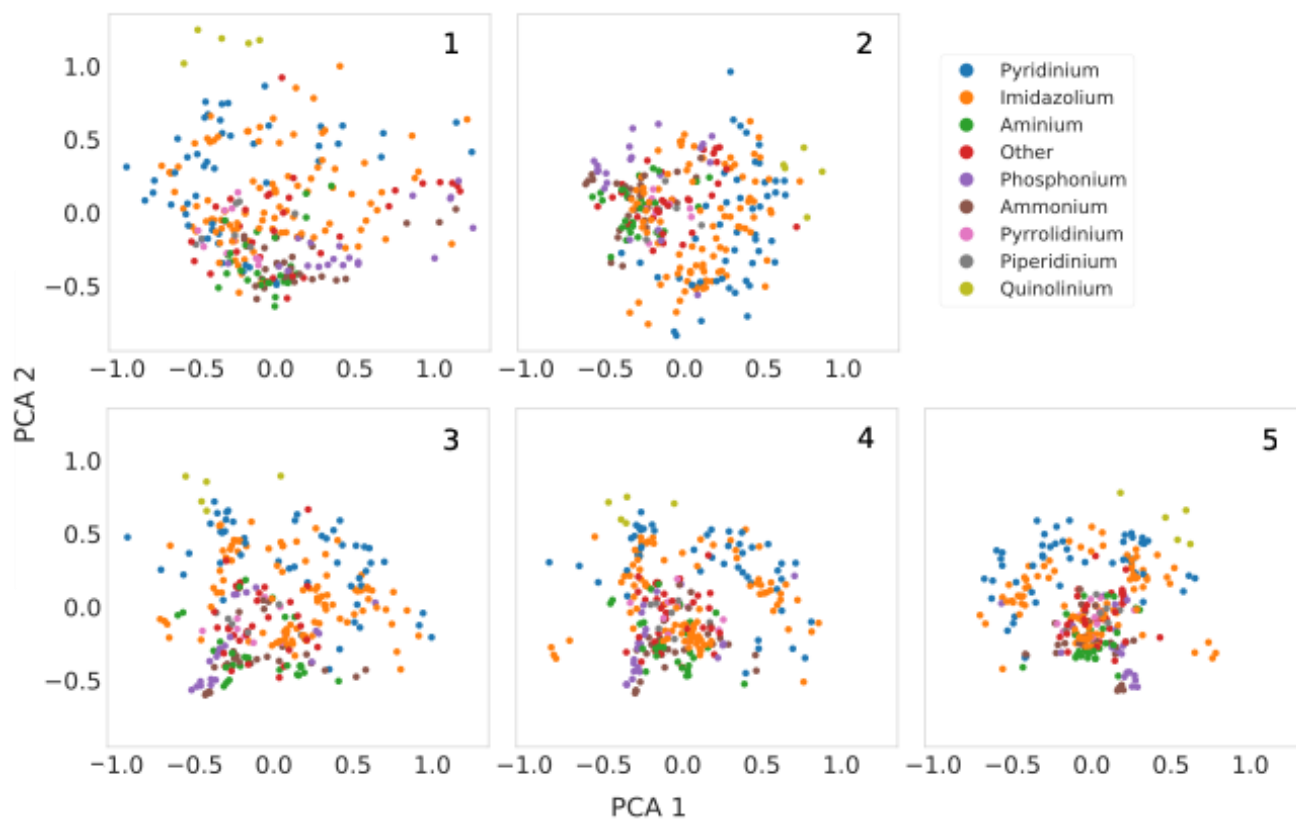 1
2
1.0
0.5
0.0
−0.5
−1.0 −0.5 0.0 0.5 1.0
−1.0 −0.5 0.0 0.5 1.0
Pyridinium
Imidazolium
Aminium
Other
Phosphonium
Ammonium
Pyrrolidinium
Piperidinium
Quinolinium
PCA 2
3
4
5
1.0
0.5
0.0
−0.5
−1.0 −0.5 0.0 0.5 1.0
−1.0 −0.5 0.0 0.5 1.0
−1.0 −0.5 0.0 0.5 1.0
PCA 1